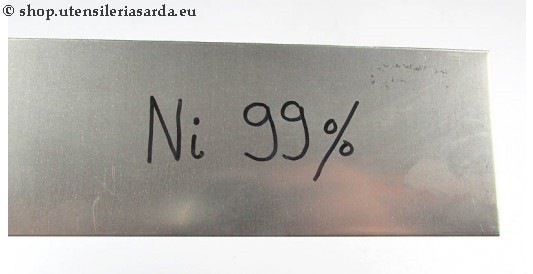 © shop.utensileriasarda.eu
Ni 99%